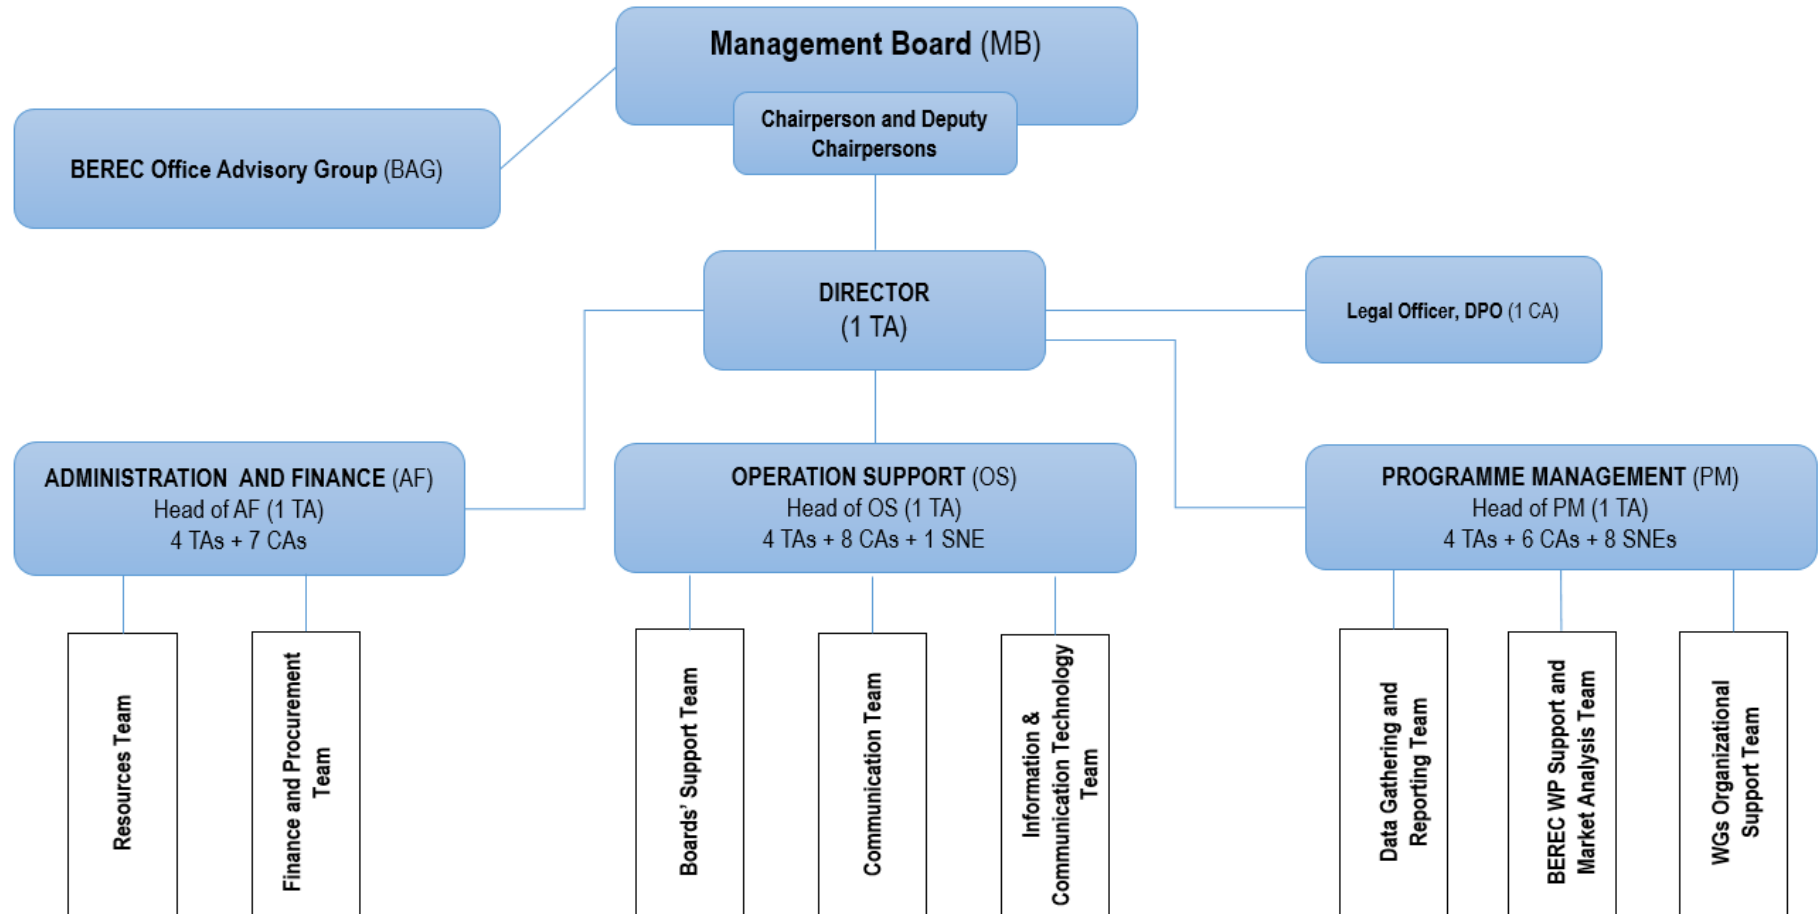 Management Board (MB)
Chairperson and Deputy
Chairpersons
BEREC Office Advisory Group (BAG)
DIRECTOR
(1 TA)
Legal Officer, DPO (1 CA)
ADMINISTRATION AND FINANCE (AF)
Head of AF (1 TA)
4 TAs + 7 CAs
OPERATION SUPPORT (OS)
Head of OS (1 TA)
4 TAs + 8 CAs + 1 SNE
PROGRAMME MANAGEMENT (PM)
Head of PM (1 TA)
4 TAs + 6 CAs + 8 SNEs
Resources Team
Finance and Procurement
Team
Boards’ Support Team
Communication Team
Information &
Communication Technology
Team
Data Gathering and
Reporting Team
BEREC WP Support and
Market Analysis Team
WGs Organizational
Support Team